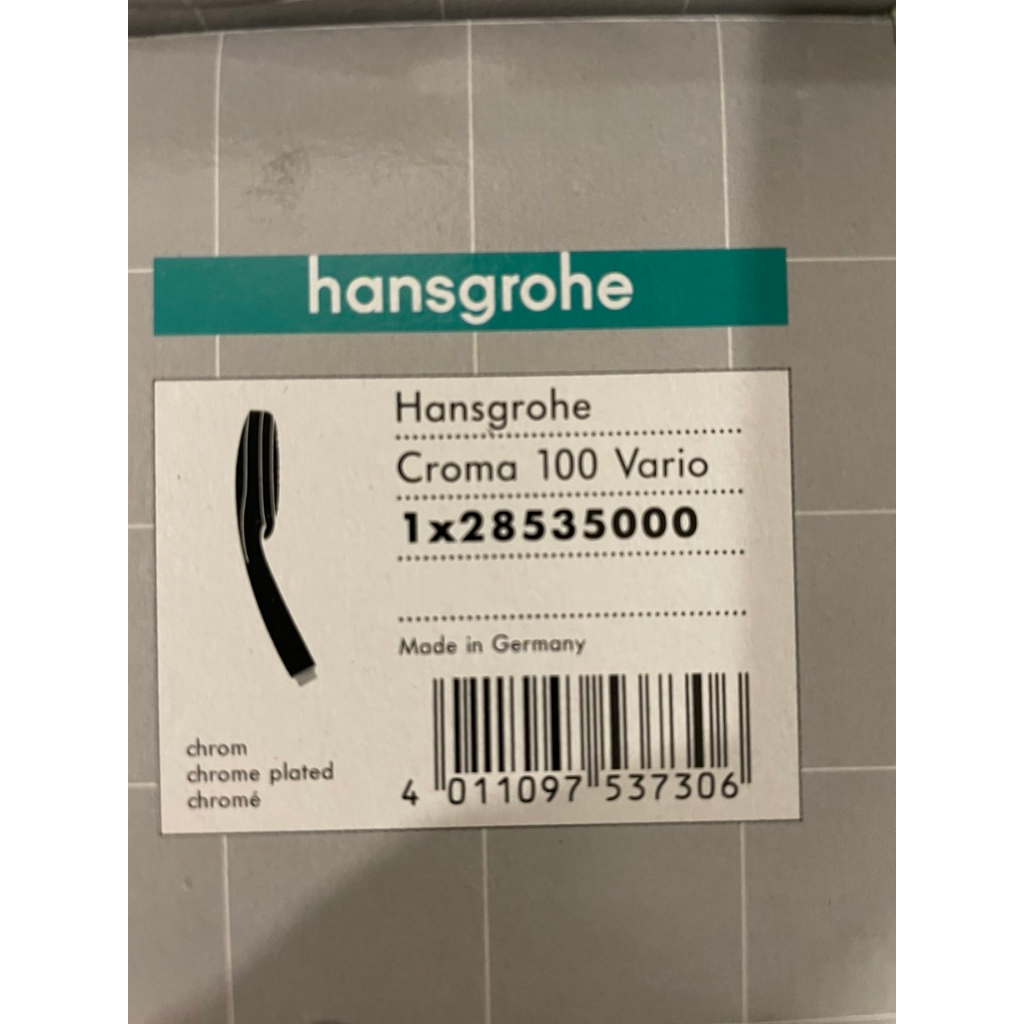 hansgrohe
Hansgrohe
Croma 100 Vario
1x28535000
Made in Germany
chrom
chrome plated
chromé
4 011097 537306